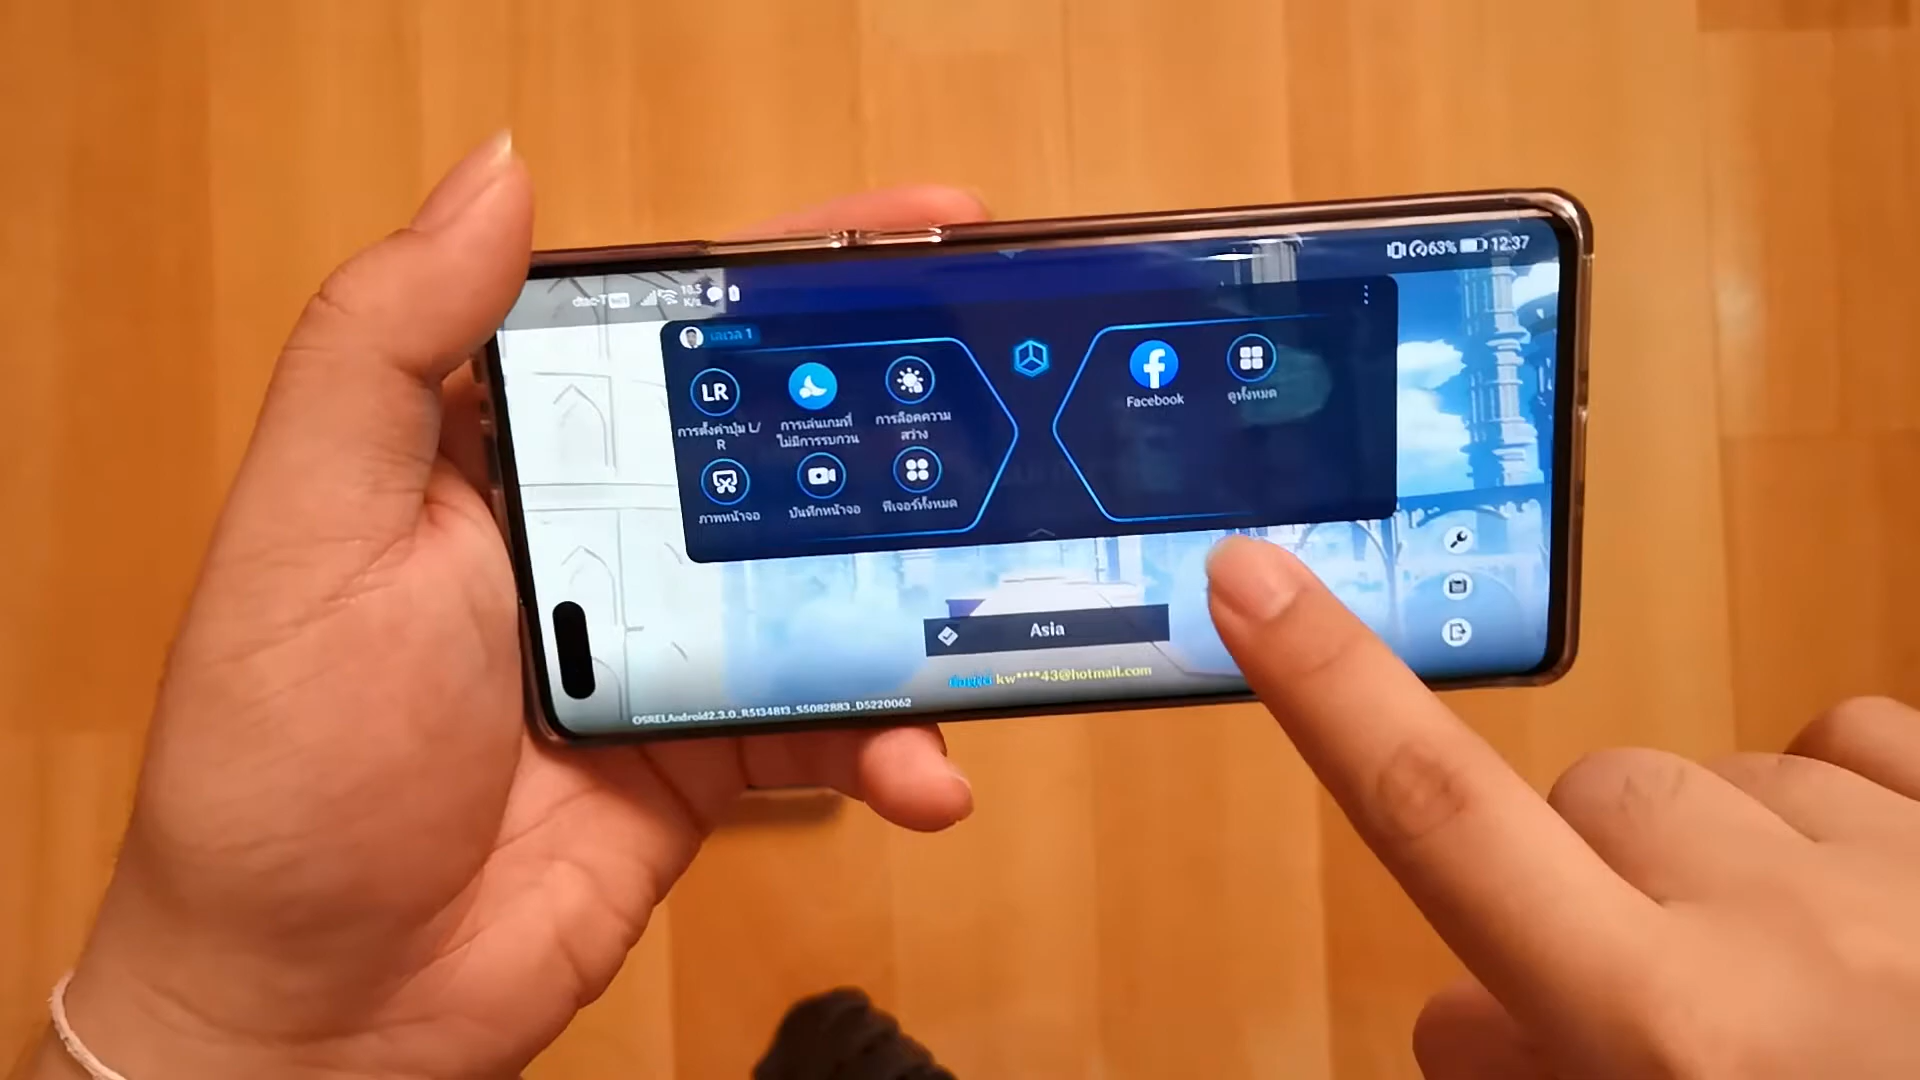 dtac-T
10.5
K/s
63%
12:37
เลเวล 1
LR
การตั้งค่าปุ่ม L/
R
การเล่นเกมที่
ไม่มีการรบกวน
การล็อคความ
สว่าง
Facebook
ดูทั้งหมด
ภาพหน้าจอ
บันทึกหน้าจอ
ฟีเจอร์ทั้งหมด
Asia
kw****43@hotmail.com
OSRELAndroid2.3.0_R5134813_S5082883_D5220062